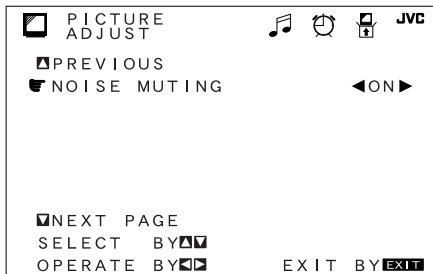 PICTURE ADJUST JVC
PREVIOUS
NOISE MUTING ◀ON▶
NEXT PAGE
SELECT BY▲▼
OPERATE BY◀▶ EXIT BY EXIT